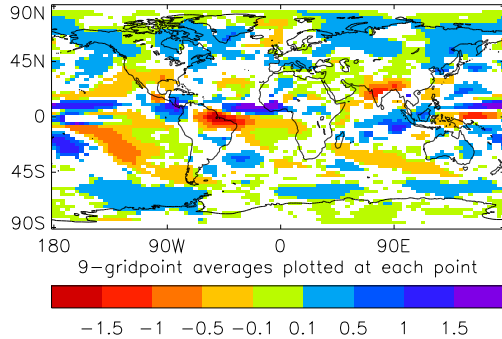 90N
45N
0
45S
90S
180 90W 0 90E
9-gridpoint averages plotted at each point
-1.5 -1 -0.5 -0.1 0.1 0.5 1 1.5